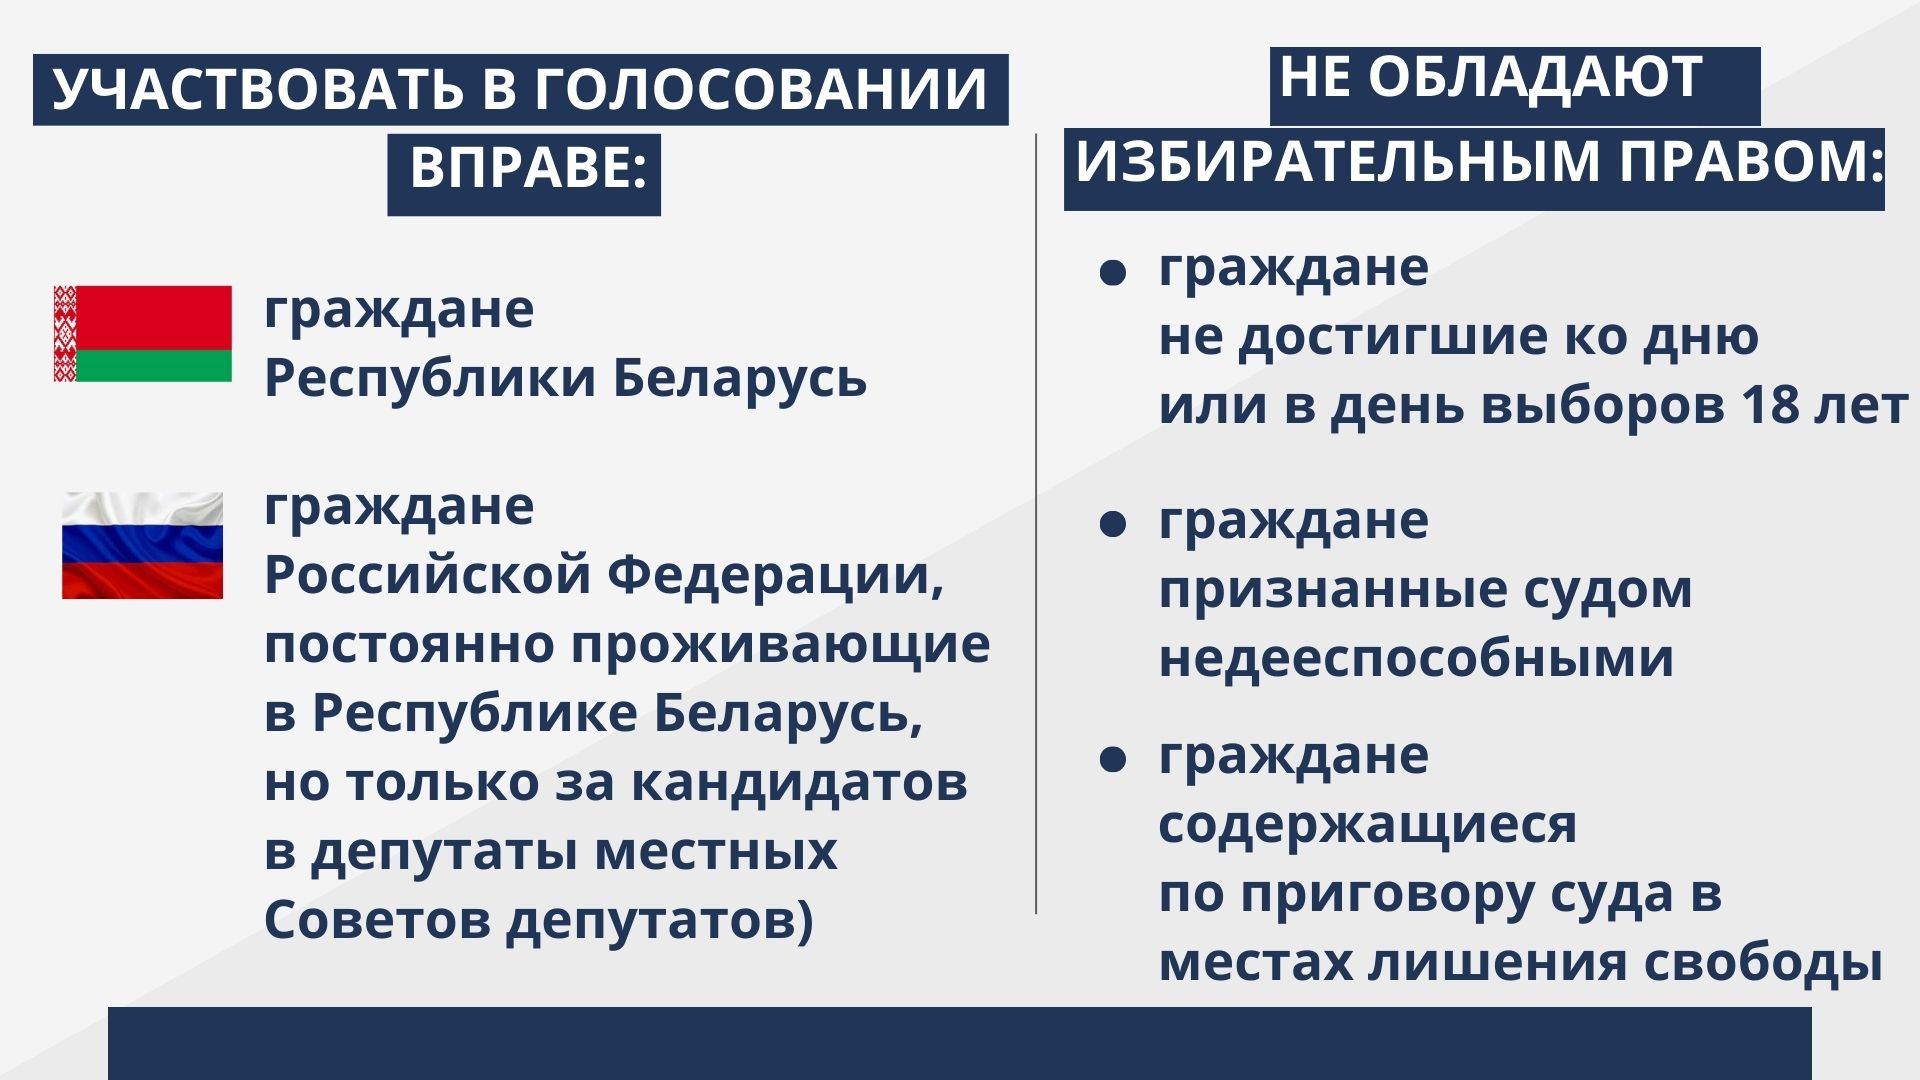 УЧАСТВОВАТЬ В ГОЛОСОВАНИИ
ВПРАВЕ:
граждане
Республики Беларусь
граждане
Российской Федерации,
постоянно проживающие
в Республике Беларусь,
но только за кандидатов
в депутаты местных
Советов депутатов)
НЕ ОБЛАДАЮТ
ИЗБИРАТЕЛЬНЫМ ПРАВОМ:
• граждане
не достигшие ко дню
или в день выборов 18 лет
• граждане
признанные судом
недееспособными
• граждане
содержащиеся
по приговору суда в
местах лишения свободы